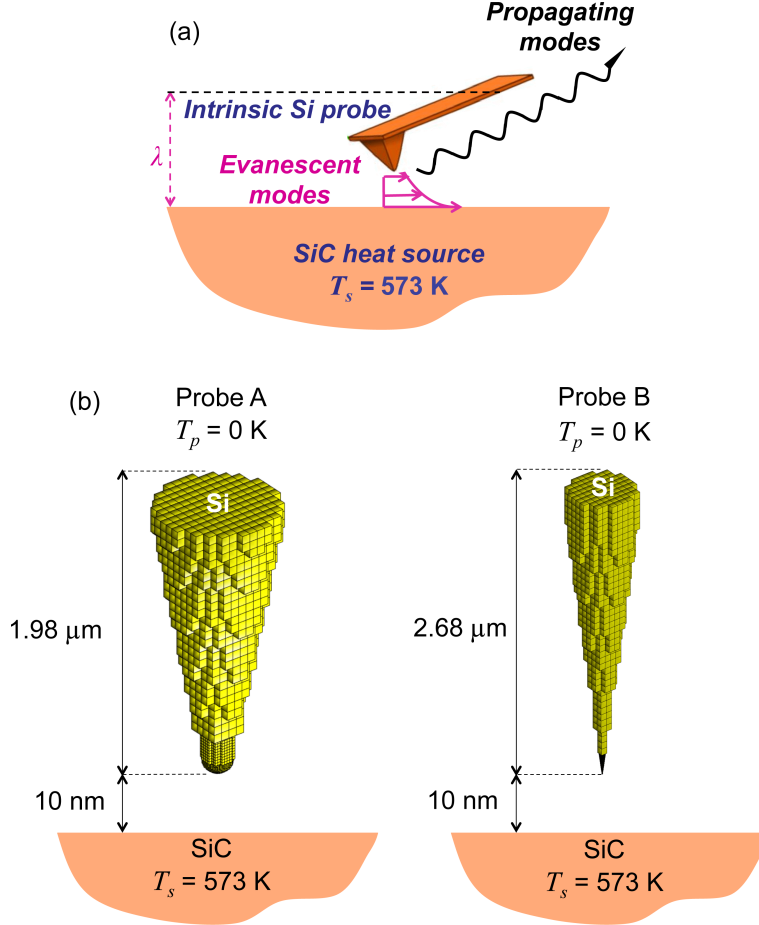 (a)
Propagating
modes
Intrinsic Si probe
λ
Evanescent
modes
SiC heat source
Ts = 573 K
(b)
Probe A
Tp = 0 K
Si
1.98 μm
10 nm
SiC
Ts = 573 K
Probe B
Tp = 0 K
Si
2.68 μm
10 nm
SiC
Ts = 573 K